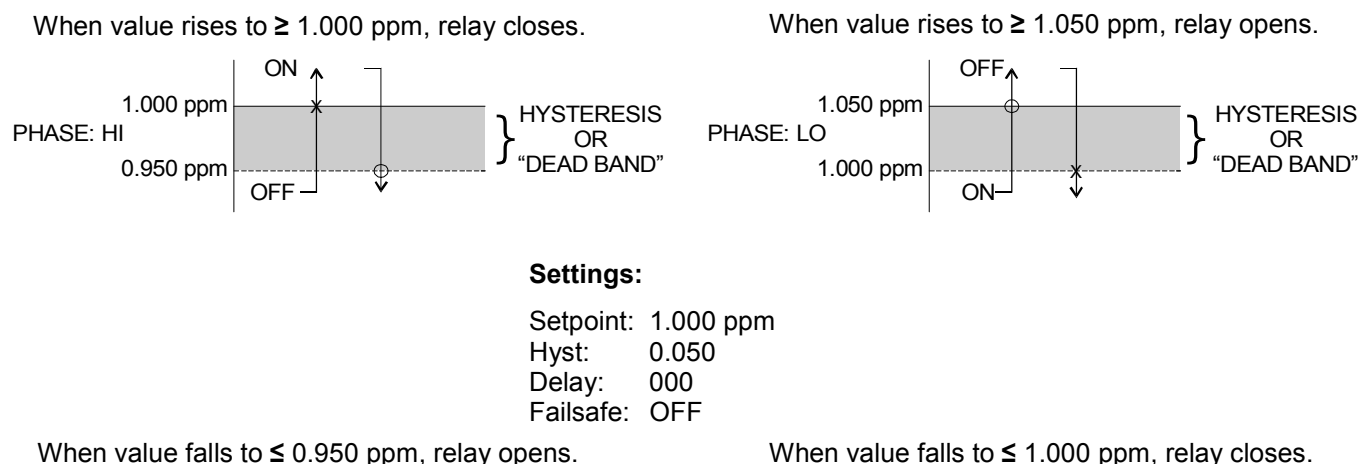 When value rises to ≥ 1.000 ppm, relay closes.
ON
1.000 ppm
X
PHASE: HI
0.950 ppm
OFF
} HYSTERESIS
OR
“DEAD BAND”
When value rises to ≥ 1.050 ppm, relay opens.
OFF
1.050 ppm
PHASE: LO
1.000 ppm
X
ON
} HYSTERESIS
OR
“DEAD BAND”
Settings:
Setpoint: 1.000 ppm
Hyst: 0.050
Delay: 000
Failsafe: OFF
When value falls to ≤ 0.950 ppm, relay opens.
When value falls to ≤ 1.000 ppm, relay closes.